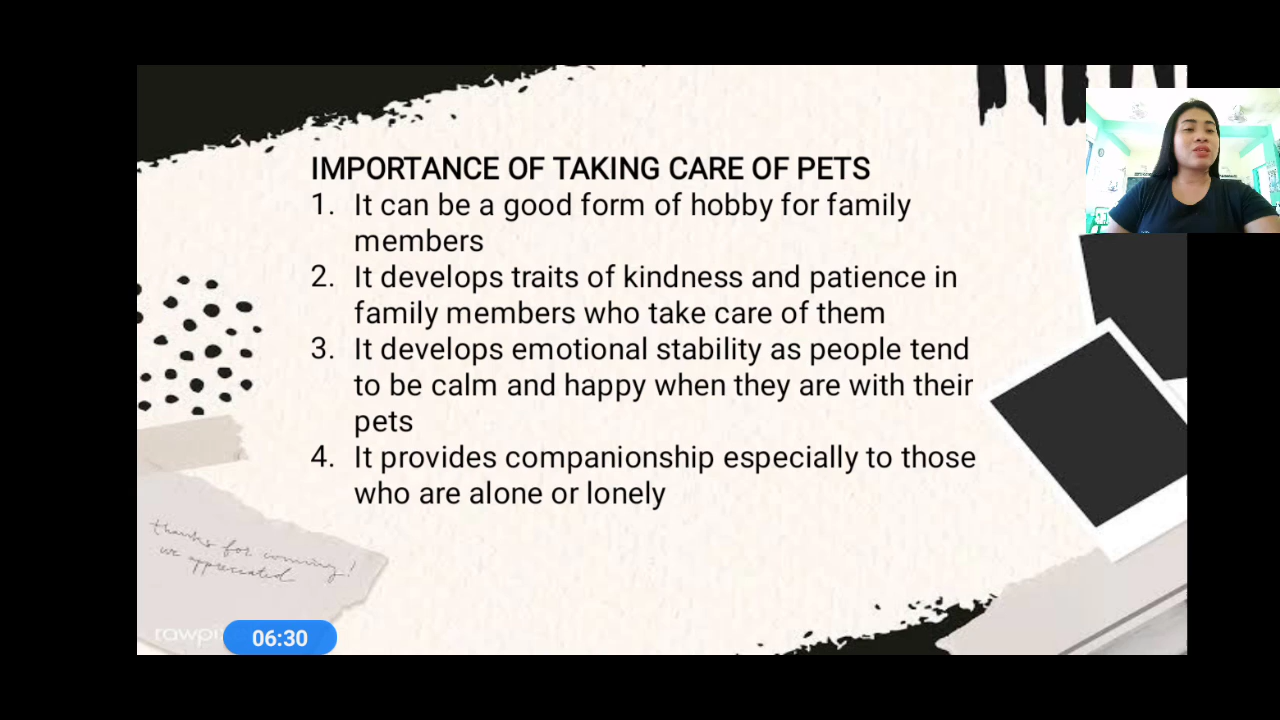 IMPORTANCE OF TAKING CARE OF PETS
1. It can be a good form of hobby for family
members
2. It develops traits of kindness and patience in
family members who take care of them
3. It develops emotional stability as people tend
to be calm and happy when they are with their
pets
4. It provides companionship especially to those
who are alone or lonely
thanks for coming!
we appreciated
rawpi
06:30